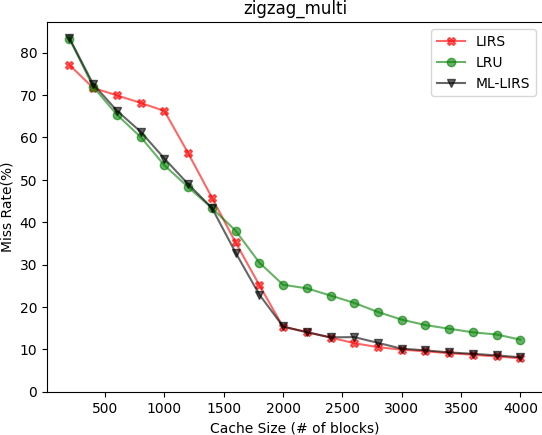 zigzag_multi
LIRS
LRU
ML-LIRS
Miss Rate(%)
80
70
60
50
40
30
20
10
0
500 1000 1500 2000 2500 3000 3500 4000
Cache Size (# of blocks)